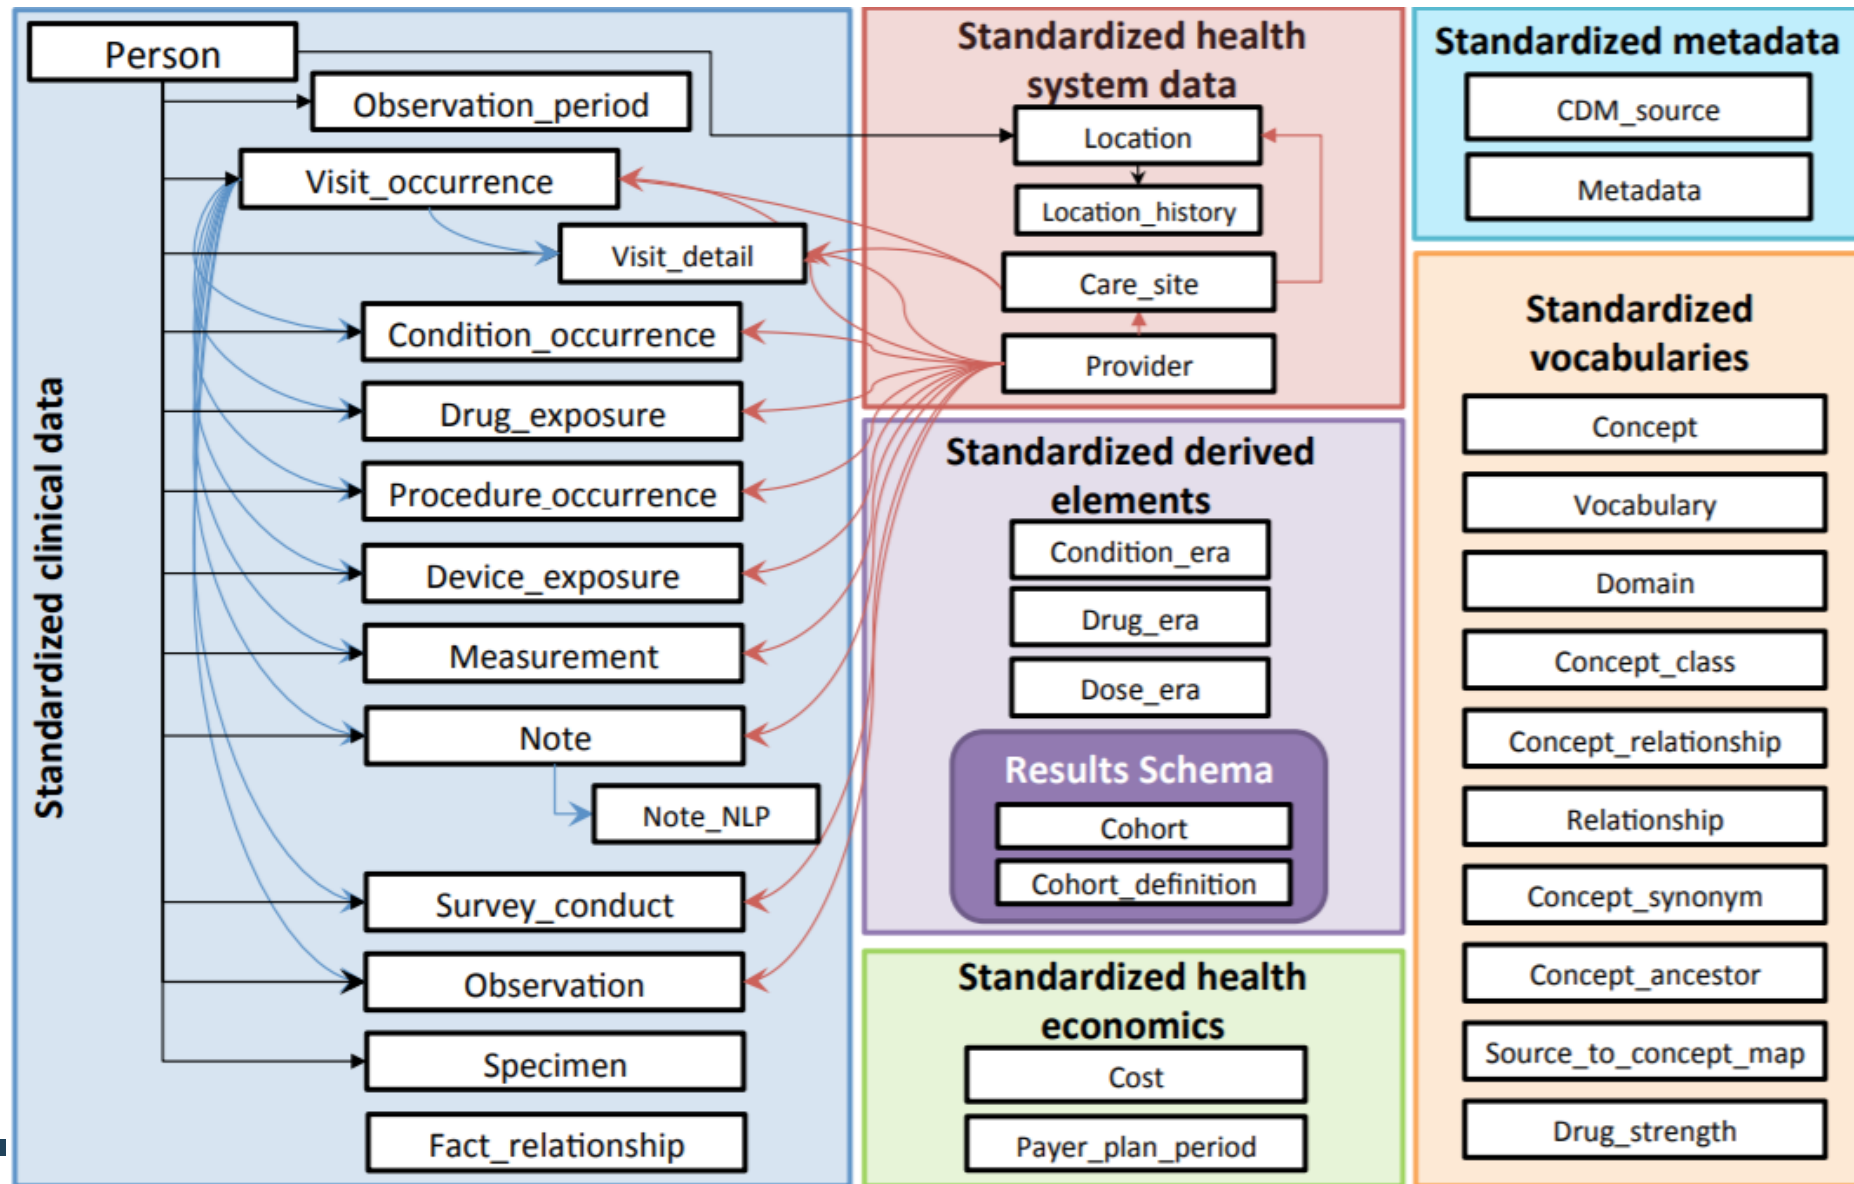 Standardized clinical data
Person
Observation_period
Visit_occurrence
Visit_detail
Condition_occurrence
Drug_exposure
Procedure_occurrence
Device_exposure
Measurement
Note
Note_NLP
Survey_conduct
Observation
Specimen
Fact_relationship
Standardized health
system data
Location
Location_history
Care_site
Provider
Standardized derived
elements
Condition_era
Drug_era
Dose_era
Results Schema
Cohort
Cohort_definition
Standardized health
economics
Cost
Payer_plan_period
Standardized metadata
CDM_source
Metadata
Standardized
vocabularies
Concept
Vocabulary
Domain
Concept_class
Concept_relationship
Relationship
Concept_synonym
Concept_ancestor
Source_to_concept_map
Drug_strength